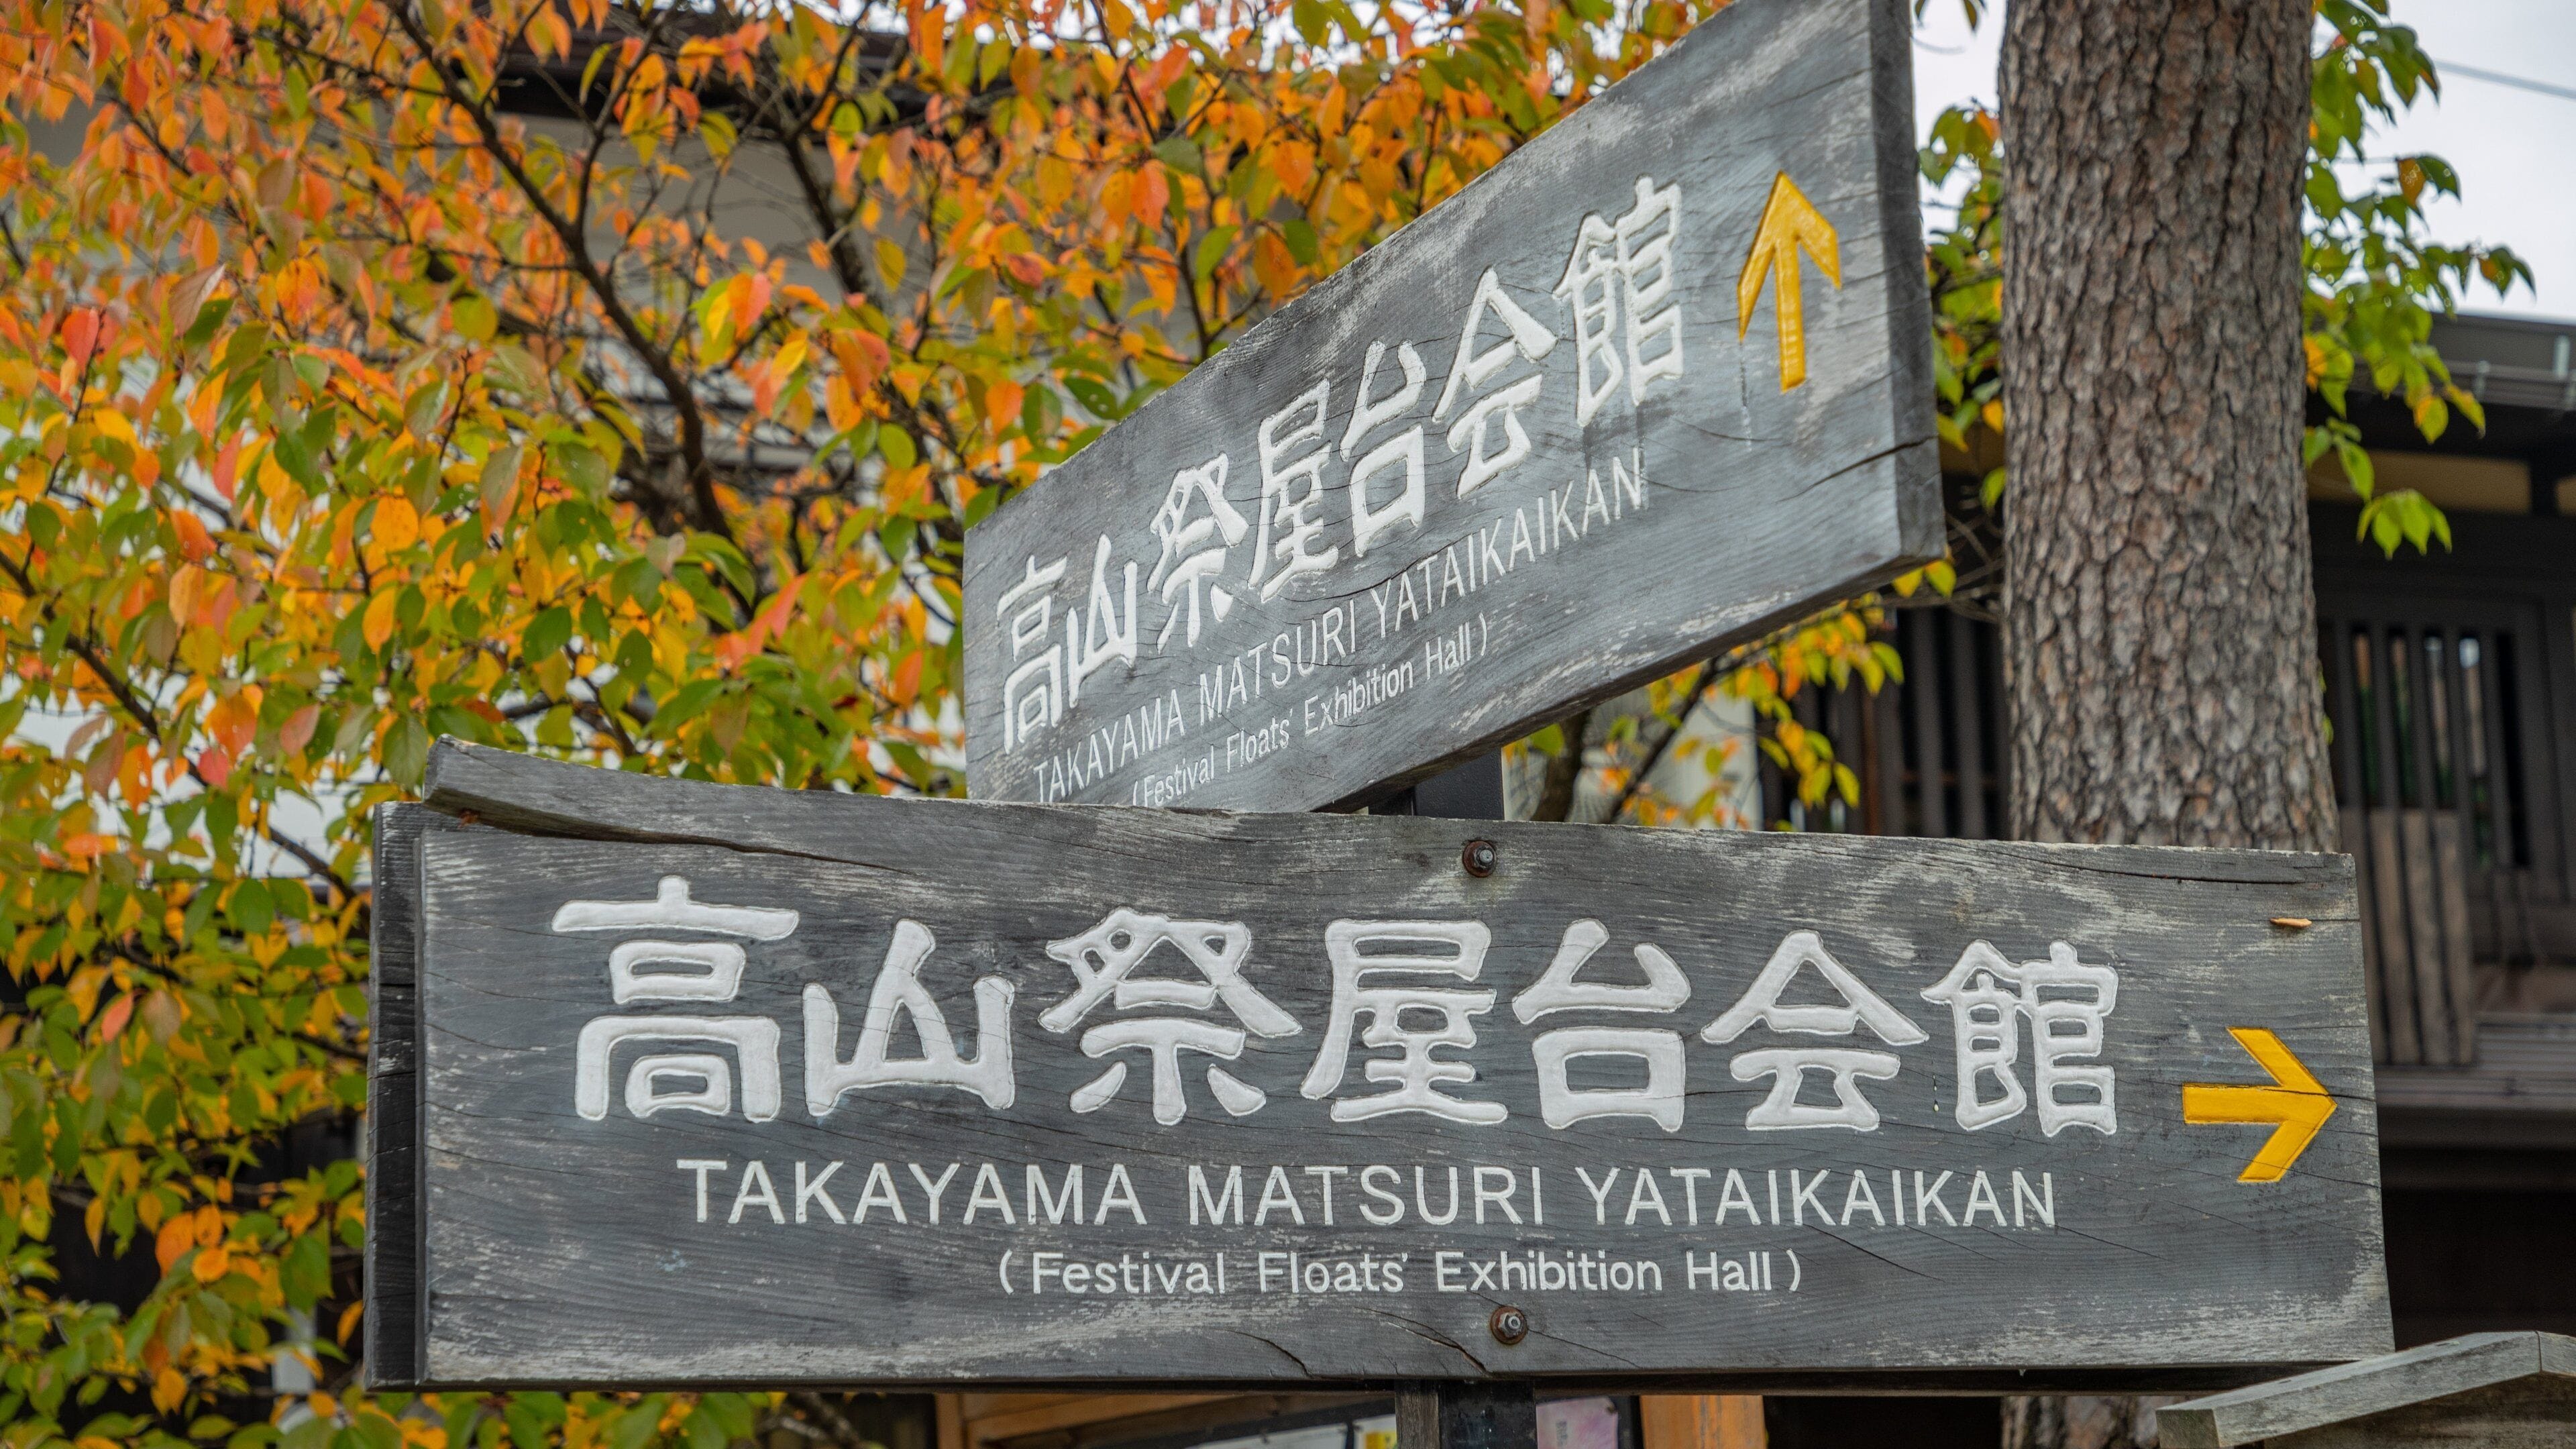 高山祭屋台会館 ↑
TAKAYAMA MATSURI YATAIKAIKAN
(Festival Floats' Exhibition Hall)
高山祭屋台会館 →
TAKAYAMA MATSURI YATAIKAIKAN
(Festival Floats' Exhibition Hall)